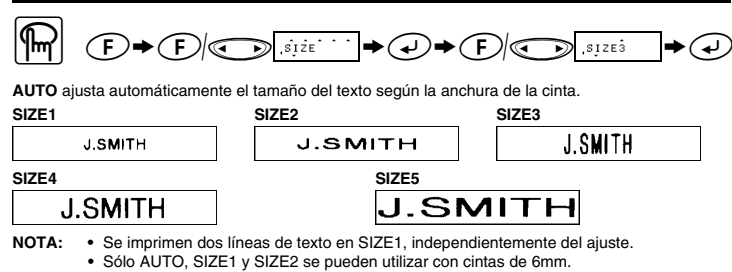 F F / SIZE F / SIZE3
AUTO ajusta automáticamente el tamaño del texto según la anchura de la cinta.
SIZE1 SIZE2 SIZE3
J.SMITH J.SMITH J.SMITH
SIZE4 SIZE5
J.SMITH J.SMITH
NOTA: • Se imprimen dos líneas de texto en SIZE1, independientemente del ajuste.
• Sólo AUTO, SIZE1 y SIZE2 se pueden utilizar con cintas de 6mm.